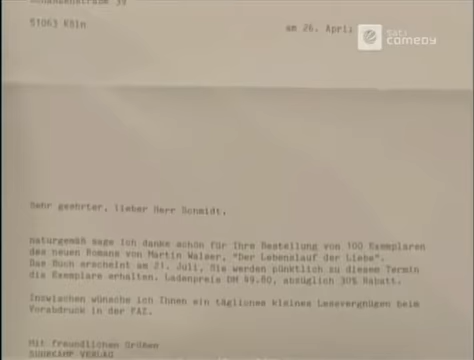 Schanzenstraße 39
51063 Köln
am 26. April
Sat1
comedy
Sehr geehrter, lieber Herr Schmidt,
naturgemäß sage ich danke schön für Ihre Bestellung von 100 Exemplaren
des neuen Romans von Martin Walser, "Der Lebenslauf der Liebe".
Das Buch erscheint am 21. Juli, Sie werden pünktlich zu diesem Termin
die Exemplare erhalten. Ladenpreis DM 49.80, abzüglich 30% Rabatt.
Inzwischen wünsche ich Ihnen ein tägliches kleines Lesevergnügen beim
Vorabdruck in der FAZ.
Mit freundlichen Grüßen
SUHRKAMP VERLAG